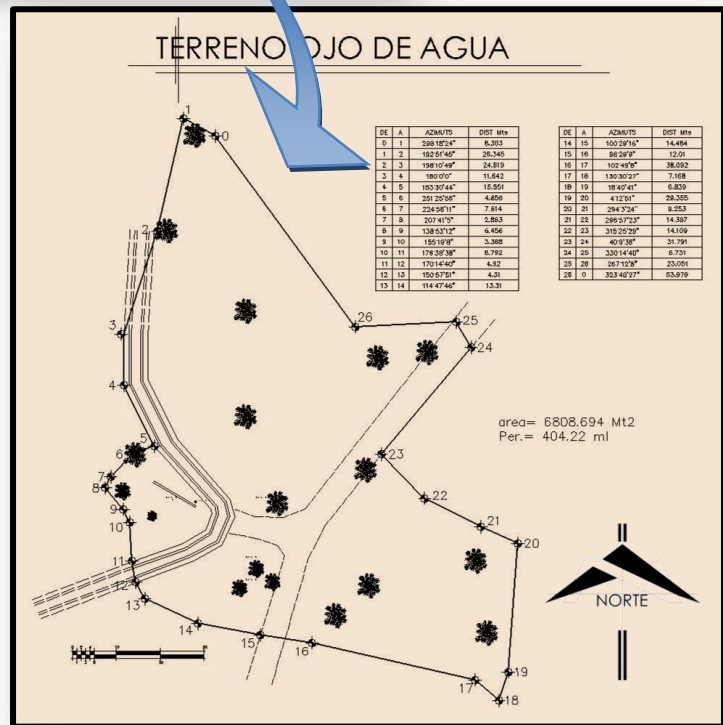 TERRENO OJO DE AGUA
DE A AZIMUTS DIST Mts
0 1 298°18'24" 8.303
1 2 192°51'46" 26.345
2 3 198°10'49" 24.819
3 4 180°0'0" 11.642
4 5 153°30'44" 15.551
5 6 251°25'58" 4.856
6 7 224°56'11" 7.614
7 8 207°41'5" 2.863
8 9 138°53'12" 6.456
9 10 155°19'8" 3.388
10 11 176°38'38" 8.792
11 12 170°14'40" 4.92
12 13 150°57'51" 4.31
13 14 114°47'46" 13.31
DE A AZIMUTS DIST Mts
14 15 100°29'16" 14.484
15 16 98°29'9" 12.01
16 17 102°49'8" 38.092
17 18 130°30'27" 7.168
18 19 18°40'41" 6.839
19 20 4°12'51" 29.355
20 21 294°3'24" 9.253
21 22 296°57'23" 14.397
22 23 315°25'29" 14.109
23 24 40°9'38" 31.791
24 25 330°14'40" 6.731
25 26 267°12'8" 23.051
26 0 323°40'27" 53.979
area= 6808.694 Mt2
Per.= 404.22 ml
1
0
2
26
25
24
3
4
5
6
7
8
9
10
11
12
13
14
15
16
17
18
19
20
21
22
23
NORTE